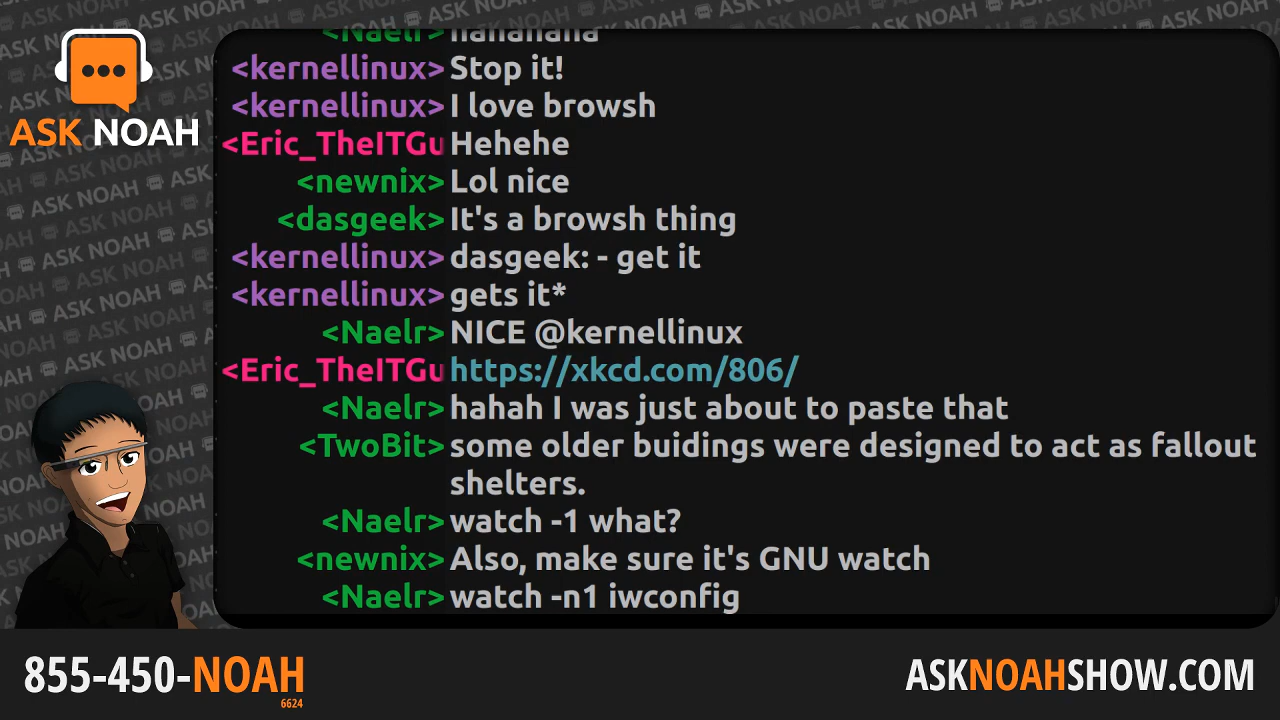 ASK NOAH
<Naelr> hahahaha
<kernellinux> Stop it!
<kernellinux> I love browsh
<Eric_TheITGu Hehehe
<newnix> Lol nice
<dasgeek> It's a browsh thing
<kernellinux> dasgeek: - get it
<kernellinux> gets it*
<Naelr> NICE @kernellinux
<Eric_TheITGu https://xkcd.com/806/
<Naelr> hahah I was just about to paste that
<TwoBit> some older buidings were designed to act as fallout
shelters.
<Naelr> watch -1 what?
<newnix> Also, make sure it's GNU watch
<Naelr> watch -n1 iwconfig
855-450-NOAH
6624
ASKNOAHSHOW.COM